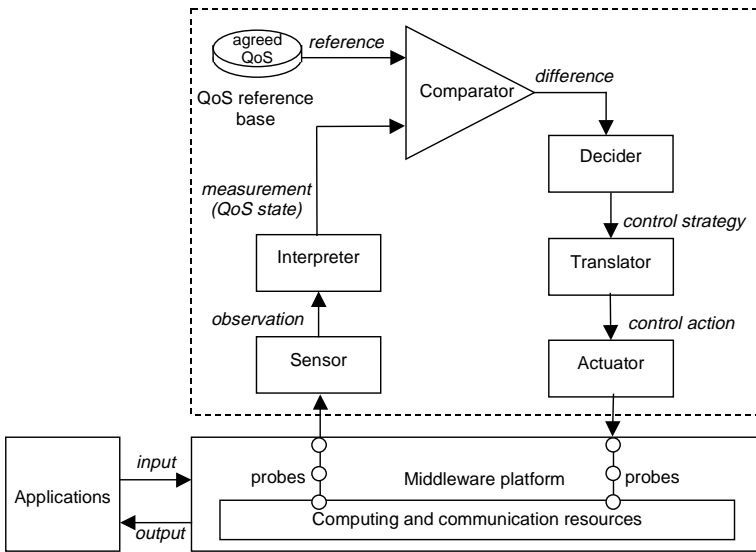 agreed
QoS
reference
QoS reference
base
Comparator
difference
Decider
measurement
(QoS state)
control strategy
Interpreter
Translator
observation
control action
Sensor
Actuator
Applications
input
output
probes
Middleware platform
probes
Computing and communication resources